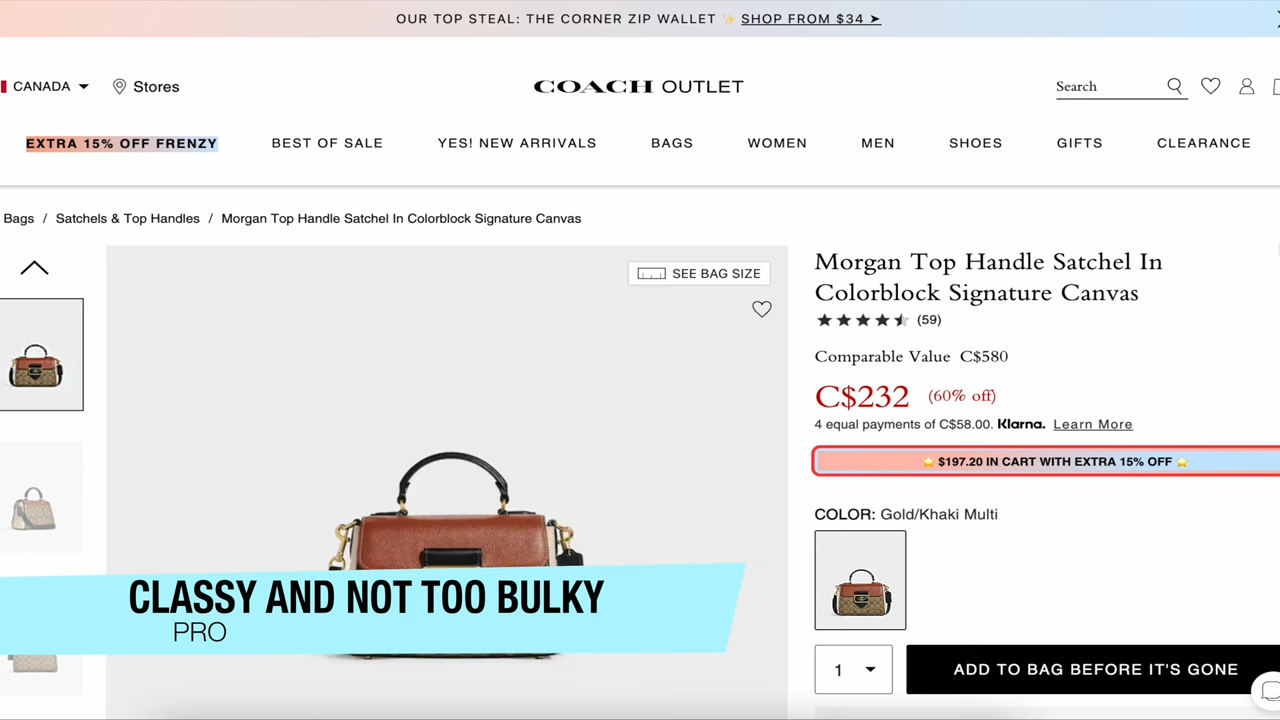 OUR TOP STEAL: THE CORNER ZIP WALLET ✨ SHOP FROM $34 ➤
CANADA
Stores
COACH OUTLET
Search
EXTRA 15% OFF FRENZY
BEST OF SALE
YES! NEW ARRIVALS
BAGS
WOMEN
MEN
SHOES
GIFTS
CLEARANCE
Bags / Satchels & Top Handles / Morgan Top Handle Satchel In Colorblock Signature Canvas
SEE BAG SIZE
Morgan Top Handle Satchel In
Colorblock Signature Canvas
(59)
Comparable Value C$580
C$232 (60% off)
4 equal payments of C$58.00. Klarna. Learn More
⭐ $197.20 IN CART WITH EXTRA 15% OFF ⭐
COLOR: Gold/Khaki Multi
CLASSY AND NOT TOO BULKY
PRO
1
ADD TO BAG BEFORE IT'S GONE